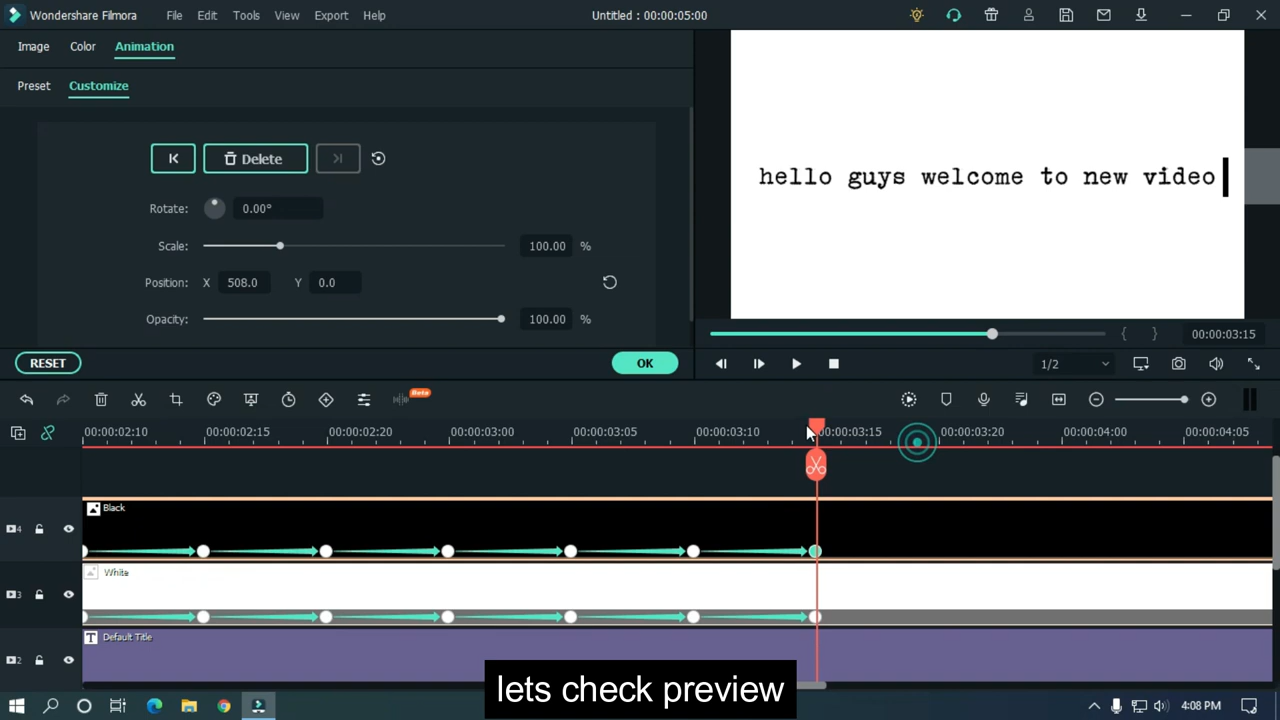 Wondershare Filmora File Edit Tools View Export Help Untitled : 00:00:05:00
Image Color Animation
Preset Customize
Delete
Rotate: 0.00°
Scale: 100.00 %
Position: X 508.0 Y 0.0
Opacity: 100.00 %
RESET OK
hello guys welcome to new video
{ } 00:00:03:15
1/2
Beta
00:00:02:10 00:00:02:15 00:00:02:20 00:00:03:00 00:00:03:05 00:00:03:10 00:00:03:15 00:00:03:20 00:00:04:00 00:00:04:05
4 Black
3 White
2 T Default Title
lets check preview
4:08 PM